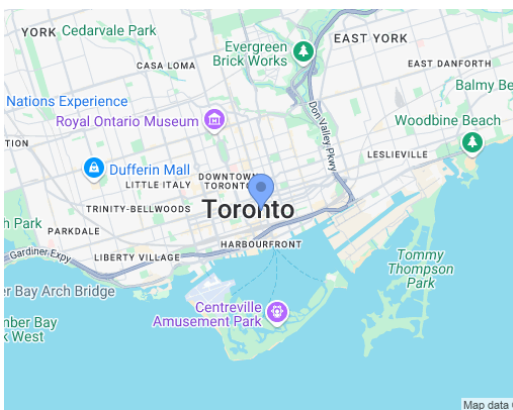 YORK
Cedarvale Park
Evergreen
Brick Works
EAST YORK
CASA LOMA
EAST DANFORTH
Balmy Be
Nations Experience
Royal Ontario Museum
Don Valley Pkwy
Woodbine Beach
TION
Dufferin Mall
LESLIEVILLE
DOWNTOWN
TORONTO
LITTLE ITALY
TRINITY-BELLWOODS
Toronto
h Park
PARKDALE
HARBOURFRONT
Gardiner Expy
LIBERTY VILLAGE
Tommy
Thompson
Park
er Bay Arch Bridge
Centreville
Amusement Park
mber Bay
k West
Map data